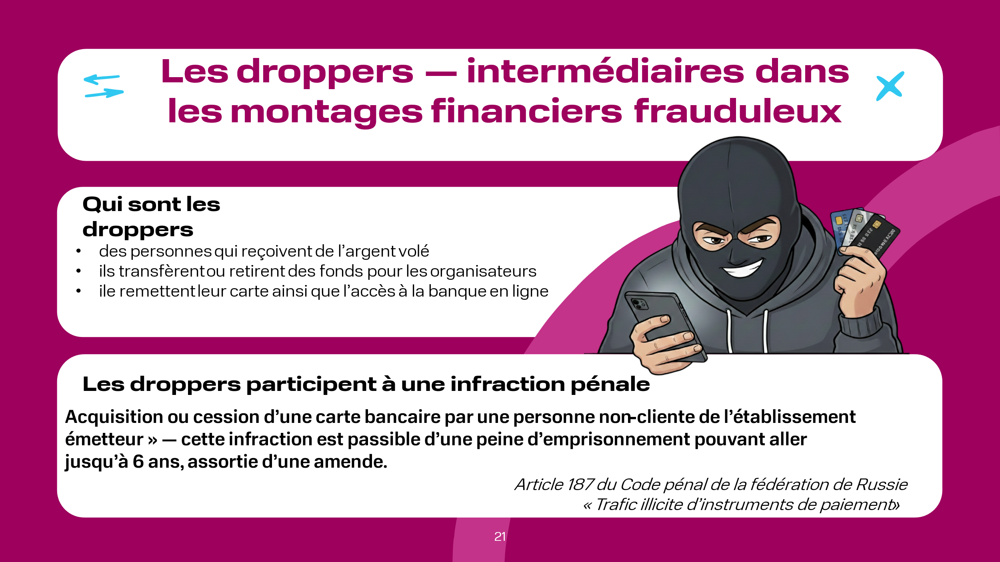 Les droppers — intermédiaires dans
les montages financiers frauduleux
Qui sont les
droppers
• des personnes qui reçoivent de l’argent volé
• ils transfèrent ou retirent des fonds pour les organisateurs
• ile remettent leur carte ainsi que l’accès à la banque en ligne
Les droppers participent à une infraction pénale
Acquisition ou cession d’une carte bancaire par une personne non-cliente de l’établissement
émetteur » — cette infraction est passible d’une peine d’emprisonnement pouvant aller
jusqu’à 6 ans, assortie d’une amende.
Article 187 du Code pénal de la fédération de Russie
« Trafic illicite d’instruments de paiement»
21